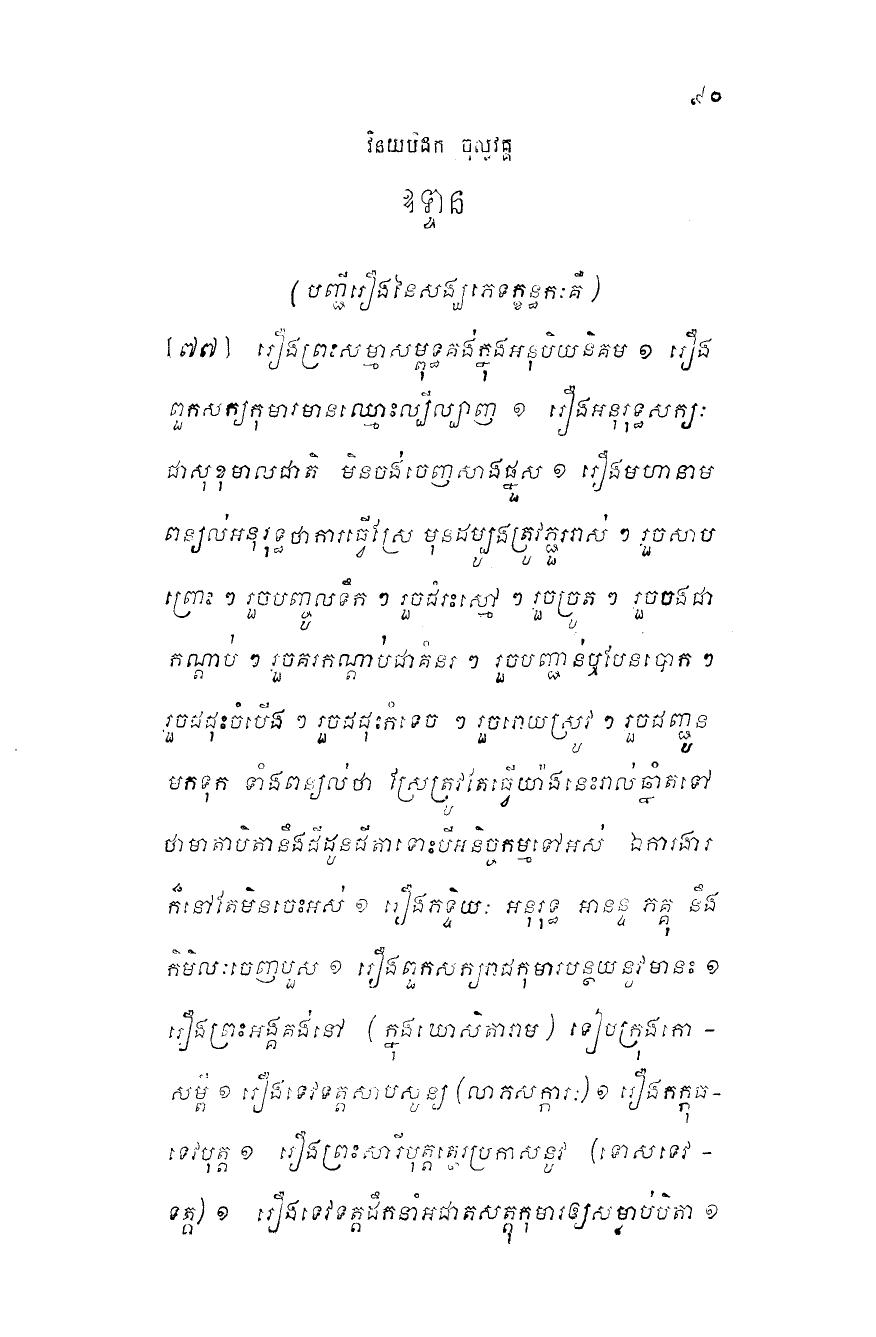 ៩០
វិនយបិដក ចុល្លវគ្គ
ឧទ្ទាន
(បញ្ជីរឿងនៃសង្ឃភេទក្ខន្ធកៈគឺ)
[៧៧] រឿងព្រះសម្មាសម្ពុទ្ធគង់ក្នុងអនុបិយនិគម ១ រឿង
ពួកសក្យកុមារមានឈ្មោះល្បីល្បាញ ១ រឿងអនុរុទ្ធសក្យៈ
ជាសុខុមាលជាតិ មិនចង់ចេញសាងផ្នួស ១ រឿងមហានាម
ពន្យល់អនុរុទ្ធថាការធ្វើស្រែ មុនដម្បូងត្រូវភ្ជួររាស់ ។ រួចសាប
ព្រោះ ។ រួចបញ្ចូលទឹក ។ រួចជំរះស្មៅ ។ រួចច្រូត ។ រួចចងជា
កណ្តាប់ ។ រួចគរកណ្តាប់ជាគំនរ ។ រួចបញ្ជាន់ឬបែនបោក ។
រួចដដុះចំបើង ។ រួចដដុះកំទេច ។ រួចរោយស្រូវ ។ រួចជញ្ជូន
មកទុក ទាំងពន្យល់ថា ស្រែត្រូវតែធ្វើយ៉ាងនេះរាល់ឆ្នាំតទៅ
ថាមាតាបិតានឹងជីដូនជីតាទោះបីអនិច្ចកម្មទៅអស់ ឯការងារ
ក៏នៅតែមិនចេះអស់ ១ រឿងភទ្ទិយៈ អនុរុទ្ធ អានន្ទ ភគ្គុ នឹង
កិមិលៈចេញបួស ១ រឿងពួកសក្យរាជកុមារបន្ថយនូវមានះ ១
រឿងព្រះអង្គគង់នៅ (ក្នុងឃោសិតារាម) ទៀបក្រុងកោ-
សម្ពី ១ រឿងទេវទត្តសាបសូន្យ (លាភសក្ការៈ) ១ រឿងកក្កុធ-
ទេវបុត្ត ១ រឿងព្រះសារីបុត្តត្ថេរប្រកាសនូវ (ទោសទេវ-
ទត្ត) ១ រឿងទេវទត្តដឹកនាំអជាតសត្តុកុមារឲ្យសម្លាប់បិតា ១